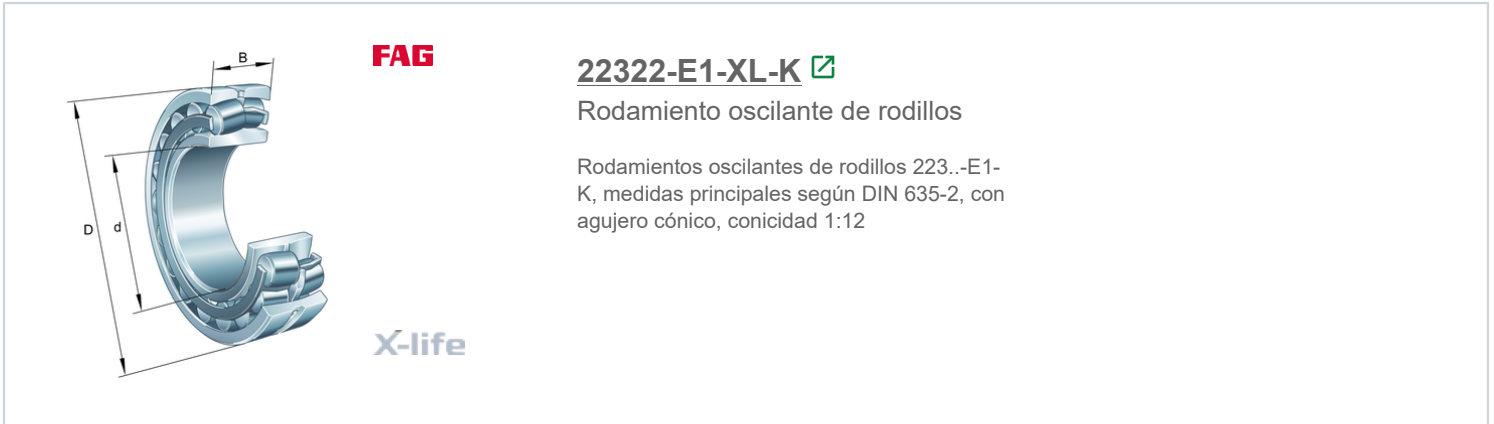 B
FAG
22322-E1-XL-K
Rodamiento oscilante de rodillos
Rodamientos oscilantes de rodillos 223..-E1-
K, medidas principales según DIN 635-2, con
agujero cónico, conicidad 1:12
D
d
X-life